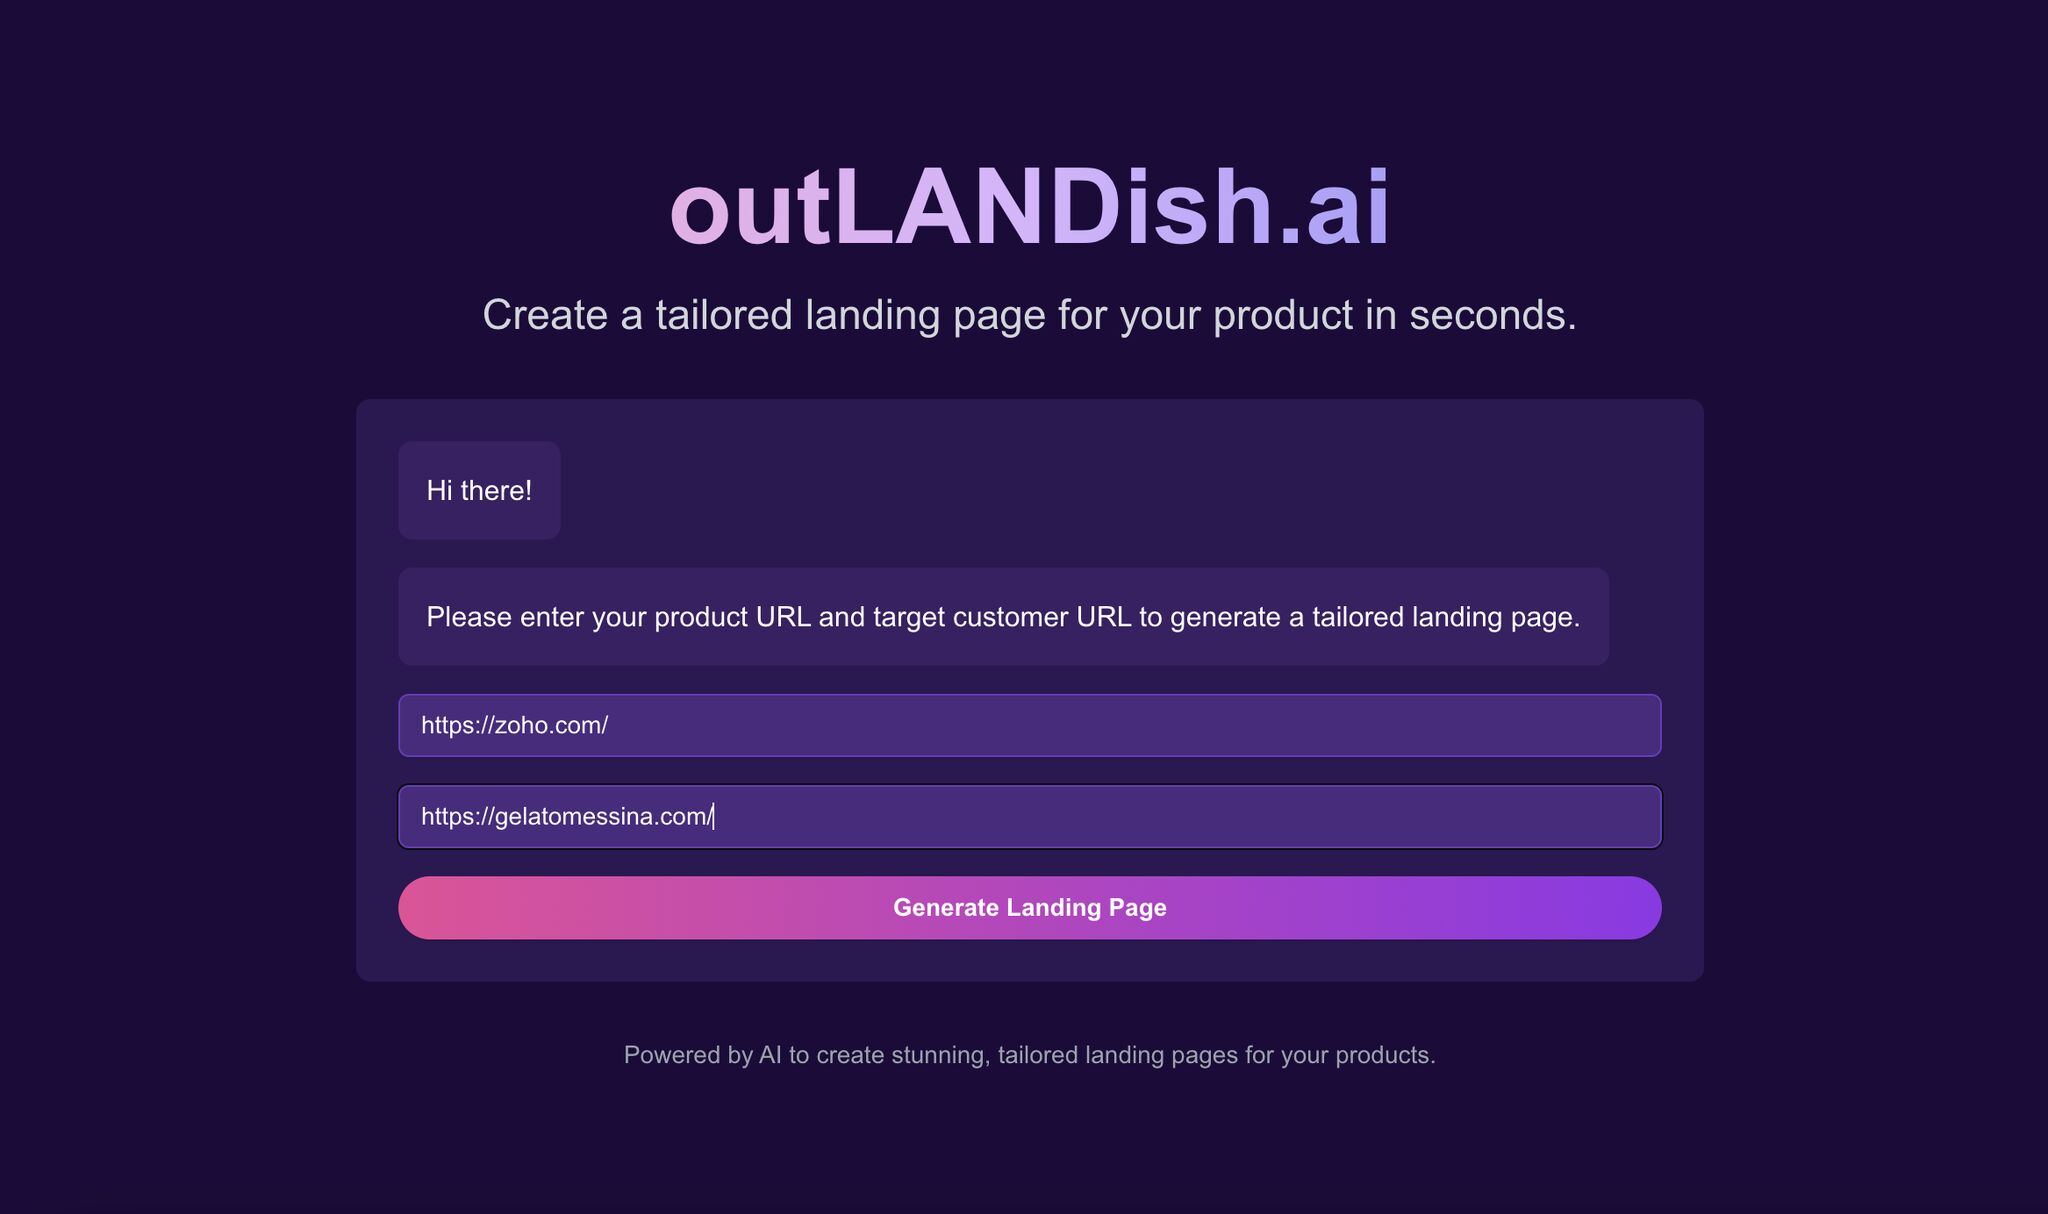 outLANDish.ai
Create a tailored landing page for your product in seconds.
Hi there!
Please enter your product URL and target customer URL to generate a tailored landing page.
https://zoho.com/
https://gelatomessina.com/
Generate Landing Page
Powered by AI to create stunning, tailored landing pages for your products.